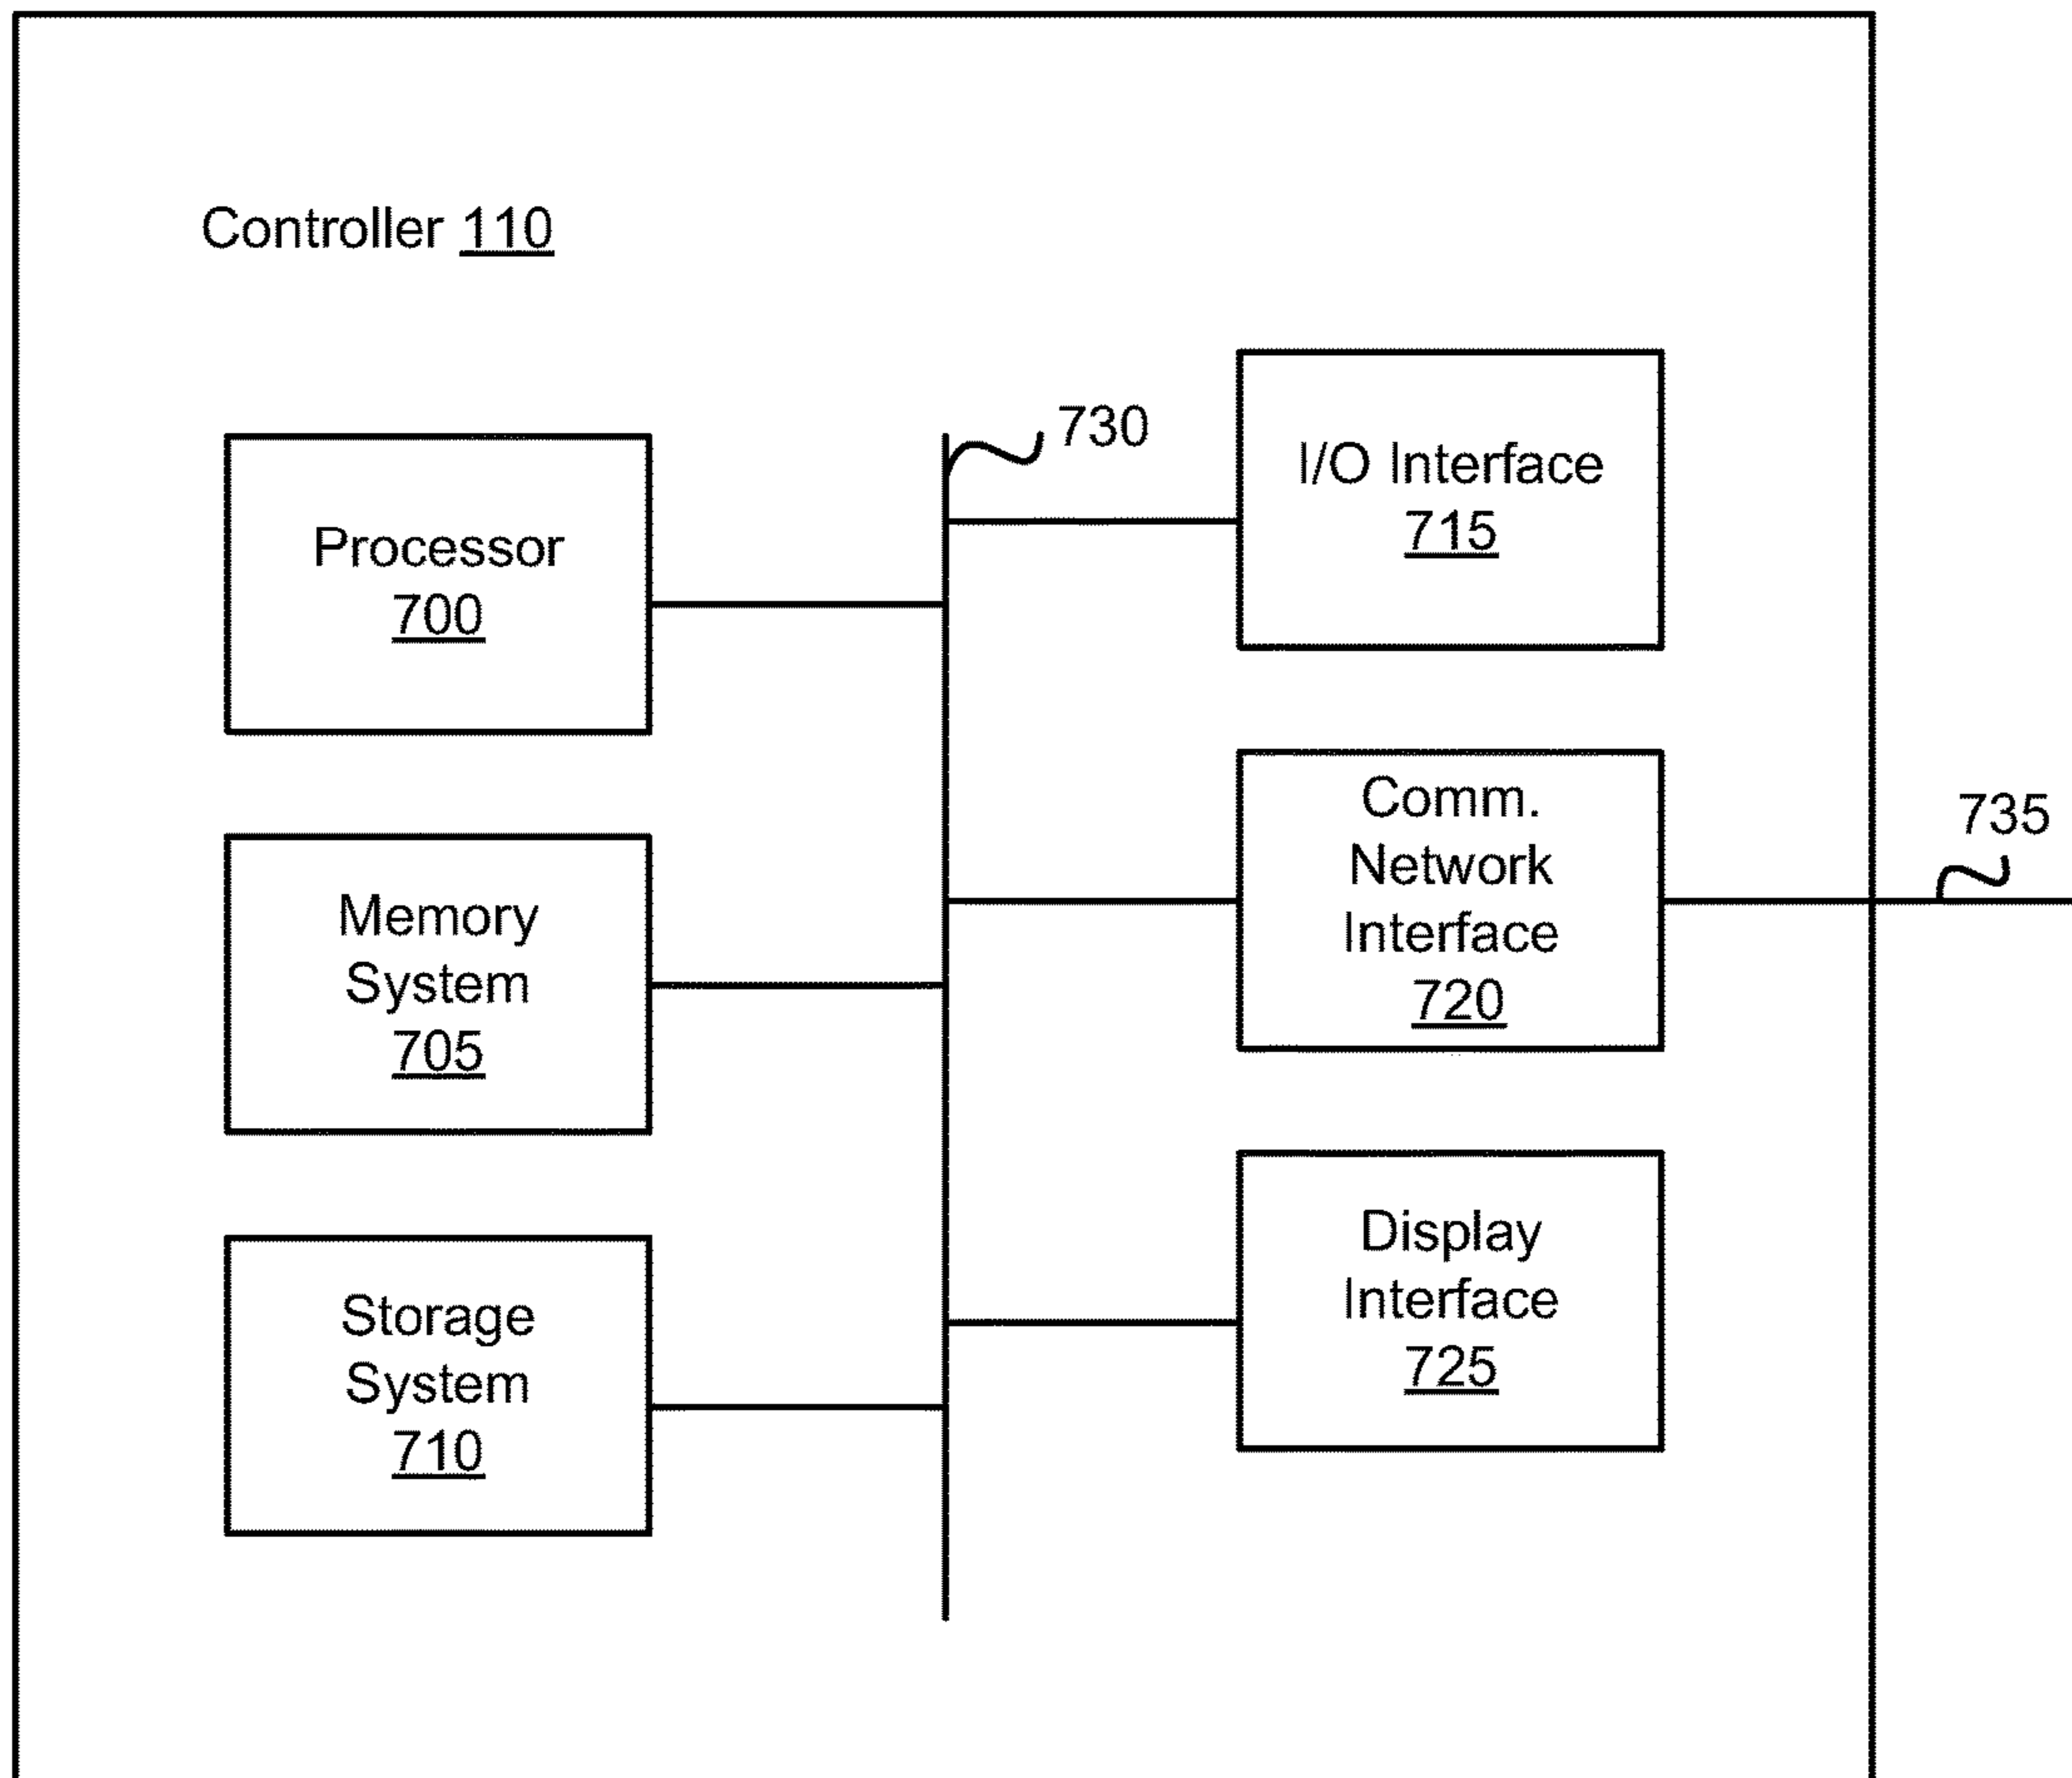 Controller 110
730
I/O Interface
715
Processor
700
Comm.
Network
Interface
720
735
Memory
System
705
Display
Interface
725
Storage
System
710